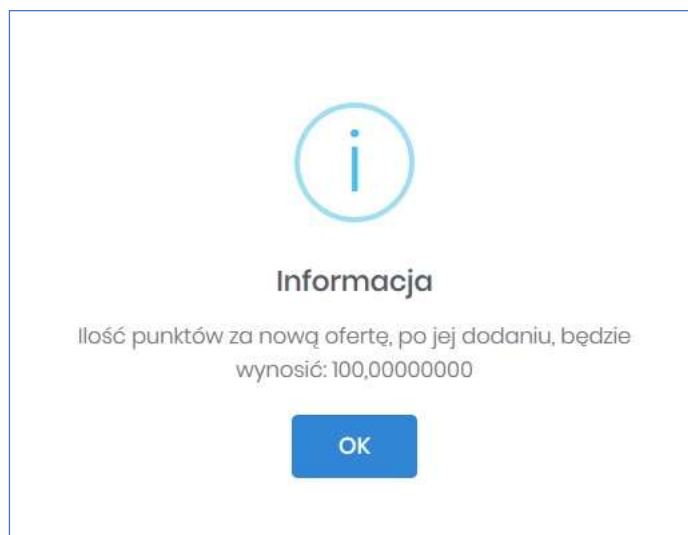 Informacja
Ilość punktów za nową ofertę, po jej dodaniu, będzie
wynosić: 100,00000000
OK